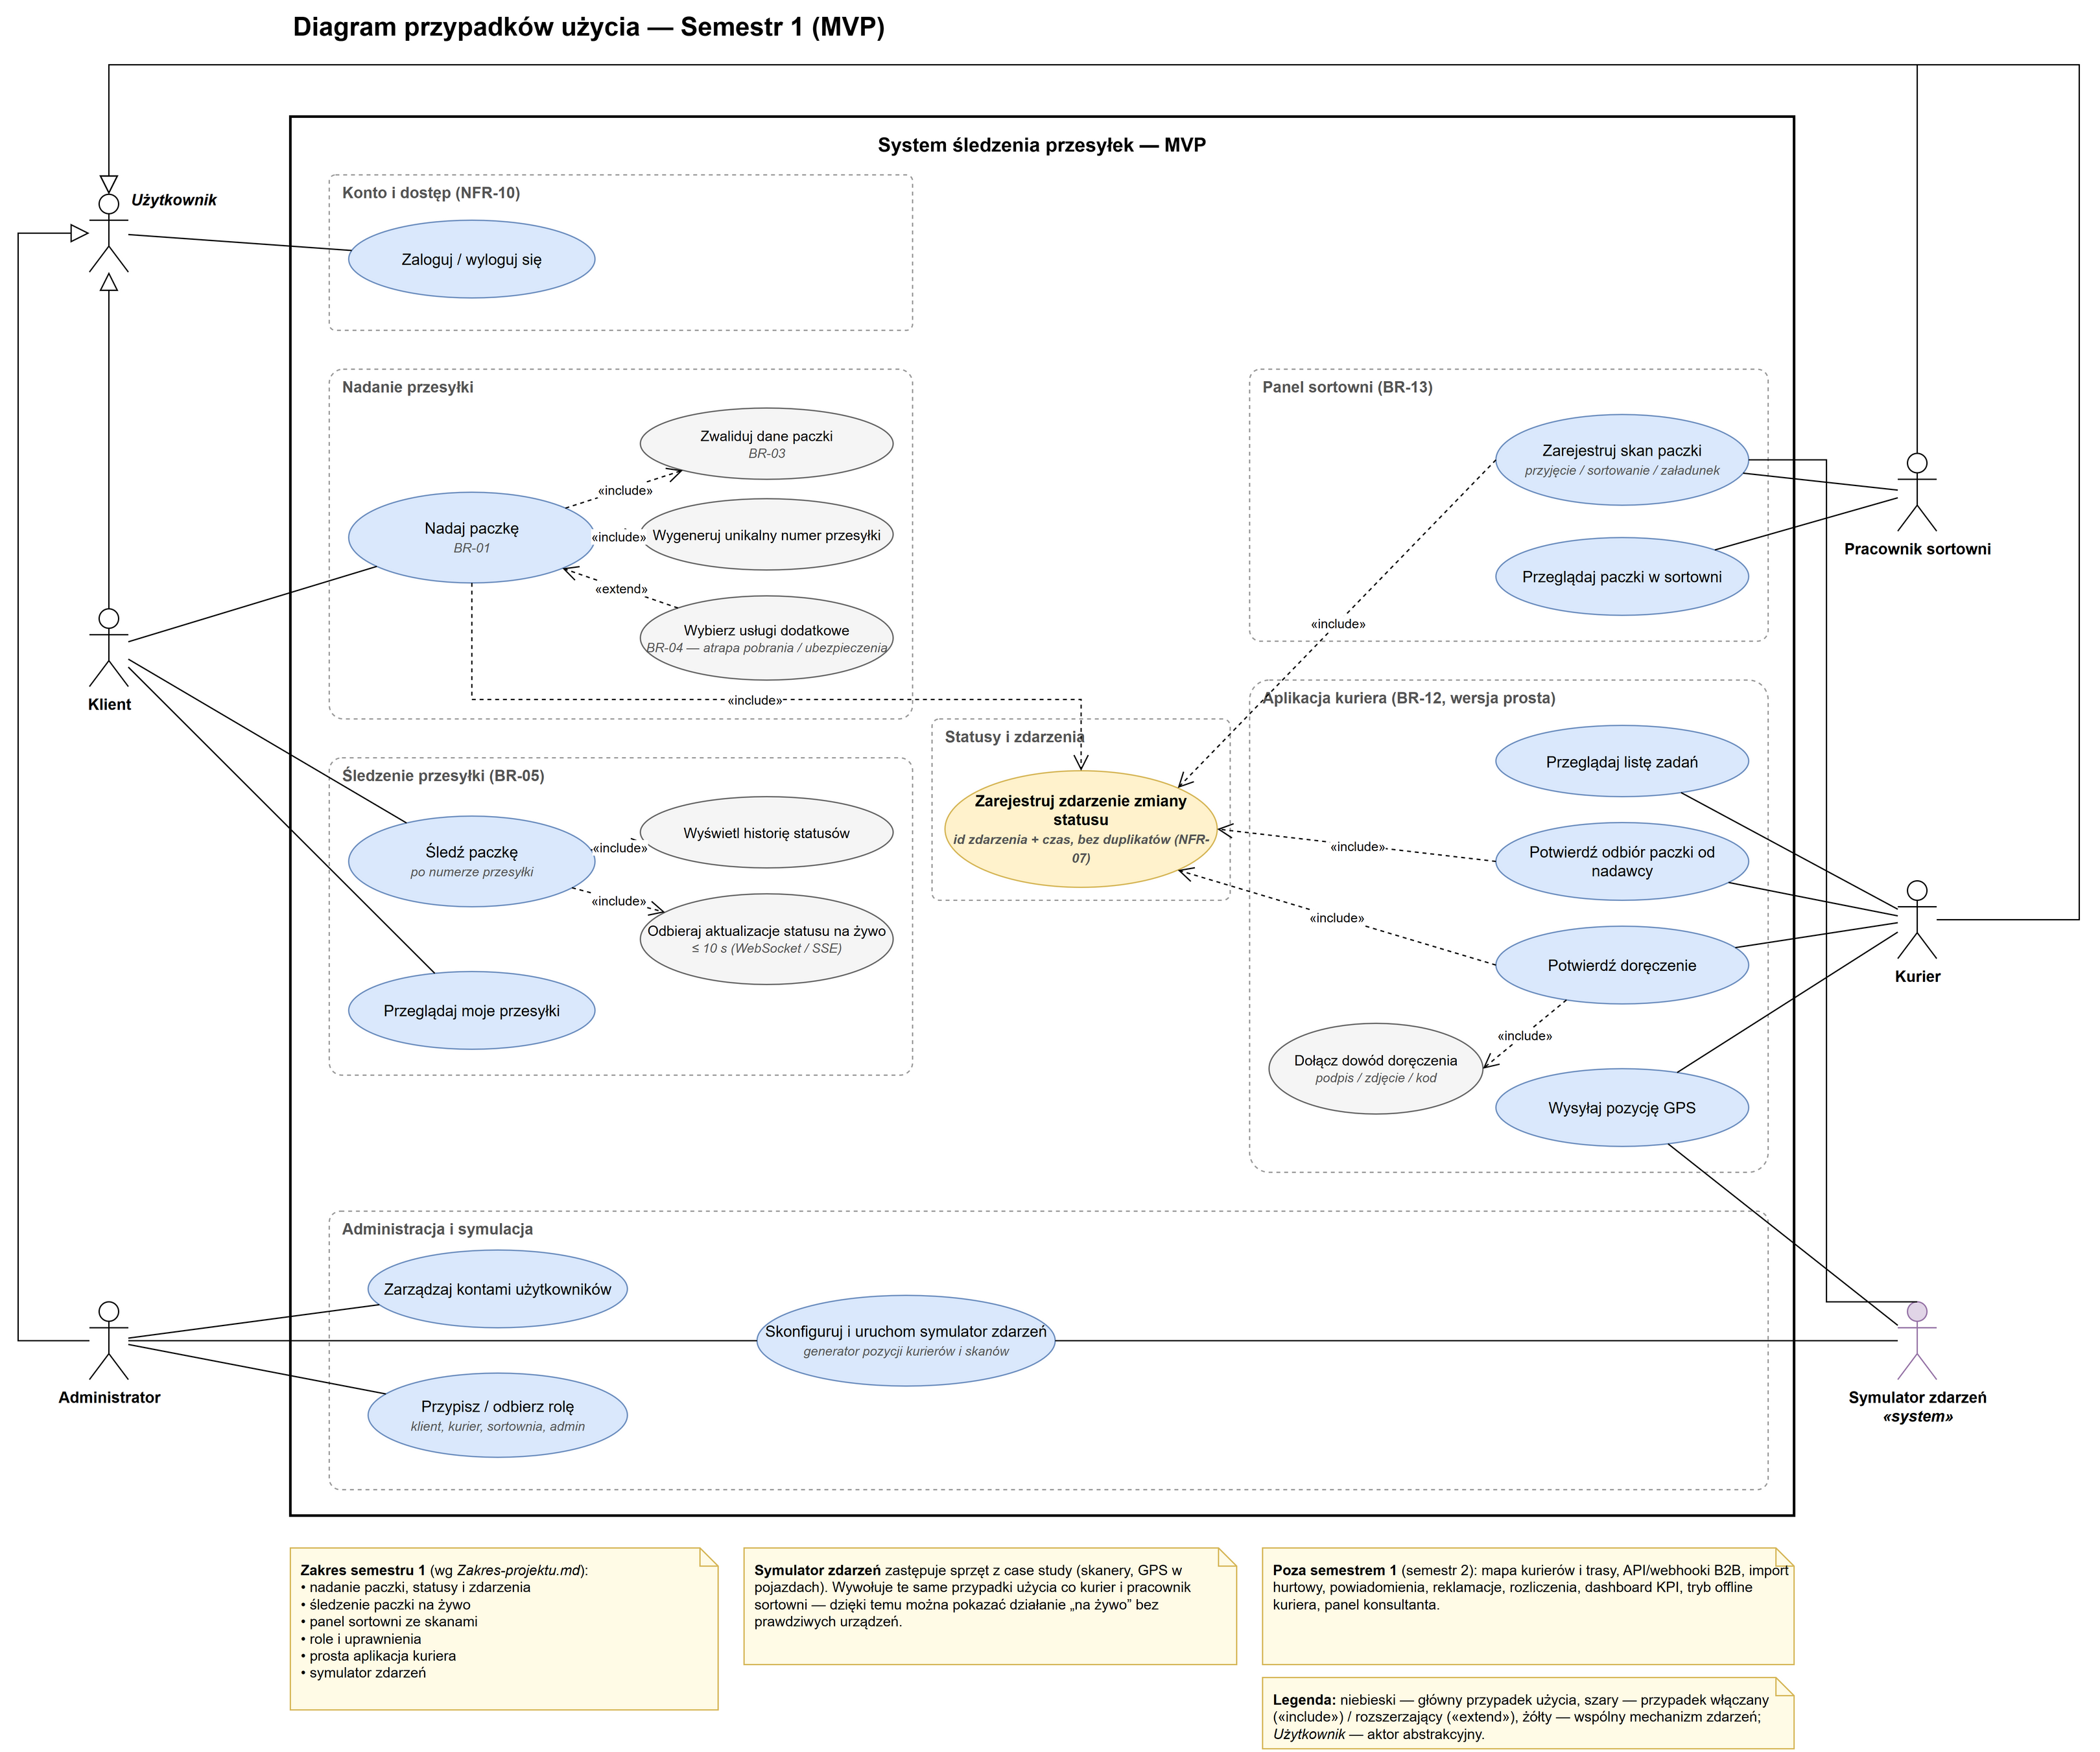 Diagram przypadków użycia — Semestr 1 (MVP)
System śledzenia przesyłek — MVP
Użytkownik
Konto i dostęp (NFR-10)
Zaloguj / wyloguj się
Nadanie przesyłki
Zwaliduj dane paczki
BR-03
«include»
Nadaj paczkę
BR-01
«include»
Wygeneruj unikalny numer przesyłki
«extend»
Wybierz usługi dodatkowe
BR-04 — atrapa pobrania / ubezpieczenia
«include»
Klient
Panel sortowni (BR-13)
Zarejestruj skan paczki
przyjęcie / sortowanie / załadunek
Przeglądaj paczki w sortowni
Pracownik sortowni
«include»
Statusy i zdarzenia
Zarejestruj zdarzenie zmiany
statusu
id zdarzenia + czas, bez duplikatów (NFR-
07)
Śledzenie przesyłki (BR-05)
Śledź paczkę
po numerze przesyłki
«include»
Wyświetl historię statusów
«include»
Odbieraj aktualizacje statusu na żywo
≤ 10 s (WebSocket / SSE)
Przeglądaj moje przesyłki
Aplikacja kuriera (BR-12, wersja prosta)
Przeglądaj listę zadań
«include»
Potwierdź odbiór paczki od
nadawcy
«include»
Potwierdź doręczenie
«include»
Dołącz dowód doręczenia
podpis / zdjęcie / kod
Wysyłaj pozycję GPS
Kurier
Administracja i symulacja
Zarządzaj kontami użytkowników
Skonfiguruj i uruchom symulator zdarzeń
generator pozycji kurierów i skanów
Przypisz / odbierz rolę
klient, kurier, sortownia, admin
Administrator
Symulator zdarzeń
«system»
Zakres semestru 1 (wg Zakres-projektu.md):
• nadanie paczki, statusy i zdarzenia
• śledzenie paczki na żywo
• panel sortowni ze skanami
• role i uprawnienia
• prosta aplikacja kuriera
• symulator zdarzeń
Symulator zdarzeń zastępuje sprzęt z case study (skanery, GPS w
pojazdach). Wywołuje te same przypadki użycia co kurier i pracownik
sortowni — dzięki temu można pokazać działanie „na żywo” bez
prawdziwych urządzeń.
Poza semestrem 1 (semestr 2): mapa kurierów i trasy, API/webhooki B2B, import
hurtowy, powiadomienia, reklamacje, rozliczenia, dashboard KPI, tryb offline
kuriera, panel konsultanta.
Legenda: niebieski — główny przypadek użycia, szary — przypadek włączany
(«include») / rozszerzający («extend»), żółty — wspólny mechanizm zdarzeń;
Użytkownik — aktor abstrakcyjny.